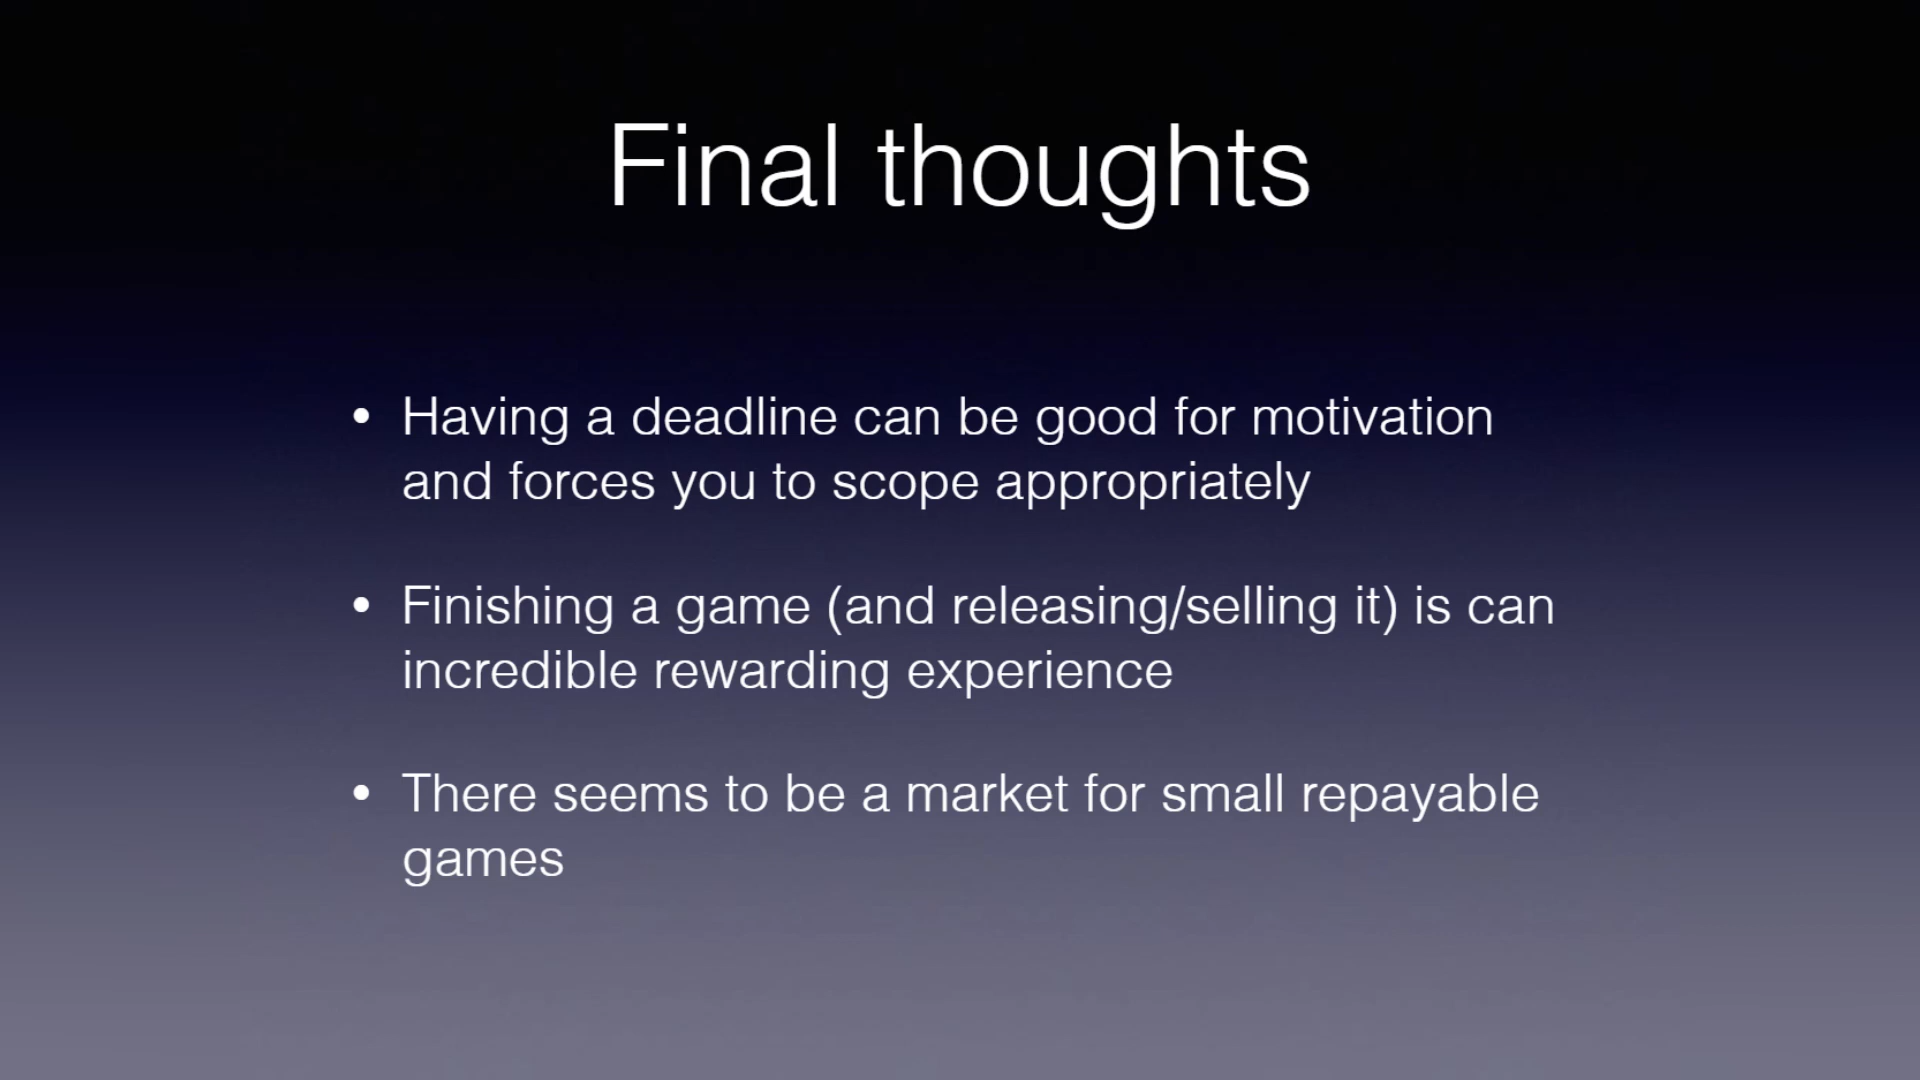 Final thoughts
• Having a deadline can be good for motivation
and forces you to scope appropriately
• Finishing a game (and releasing/selling it) is can
incredible rewarding experience
• There seems to be a market for small repayable
games